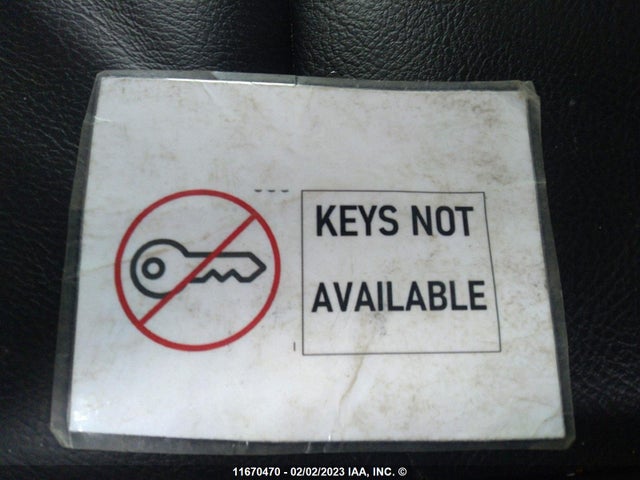 KEYS NOT
AVAILABLE
11670470 - 02/02/2023 IAA, INC. ©